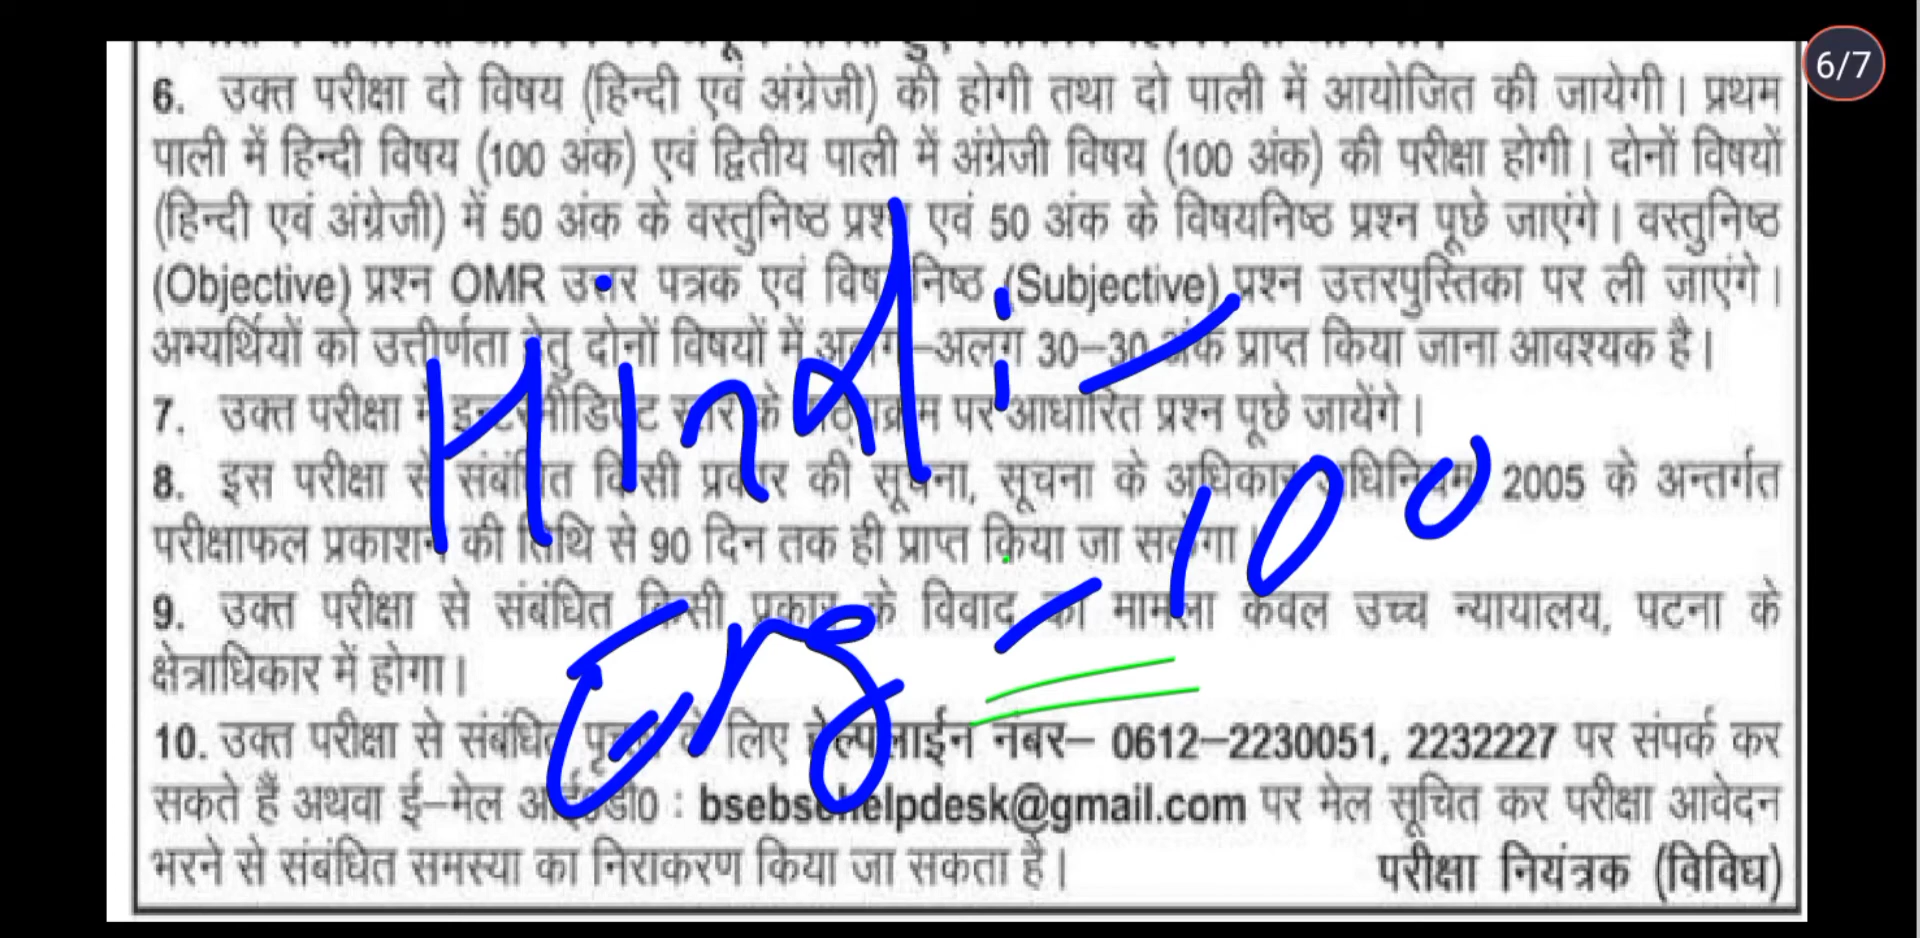 6/7
6. उक्त परीक्षा दो विषय (हिन्दी एवं अंग्रेजी) की होगी तथा दो पाली में आयोजित की जायेगी। प्रथम
पाली में हिन्दी विषय (100 अंक) एवं द्वितीय पाली में अंग्रेजी विषय (100 अंक) की परीक्षा होगी। दोनों विषयों
(हिन्दी एवं अंग्रेजी) में 50 अंक के वस्तुनिष्ठ प्रश्न एवं 50 अंक के विषयनिष्ठ प्रश्न पूछे जाएंगे। वस्तुनिष्ठ
(Objective) प्रश्न OMR उत्तर पत्रक एवं विषयनिष्ठ (Subjective) प्रश्न उत्तरपुस्तिका पर ली जाएंगे।
अभ्यर्थियों को उत्तीर्णता हेतु दोनों विषयों में अलग-अलग 30-30 अंक प्राप्त किया जाना आवश्यक है।
Hindi -
7. उक्त परीक्षा में इन्टरमीडिएट स्तर के पाठ्यक्रम पर आधारित प्रश्न पूछे जायेंगे।
8. इस परीक्षा से संबंधित किसी प्रकार की सूचना, सूचना के अधिकार अधिनियम 2005 के अन्तर्गत
परीक्षाफल प्रकाशन की तिथि से 90 दिन तक ही प्राप्त किया जा सकेगा।
100
9. उक्त परीक्षा से संबंधित किसी प्रकार के विवाद का मामला केवल उच्च न्यायालय, पटना के
क्षेत्राधिकार में होगा।
Eng -
10. उक्त परीक्षा से संबंधित पृच्छा के लिए हेल्पलाईन नंबर- 0612-2230051, 2232227 पर संपर्क कर
सकते हैं अथवा ई-मेल आई0डी0 : bsebsohelpdesk@gmail.com पर मेल सूचित कर परीक्षा आवेदन
भरने से संबंधित समस्या का निराकरण किया जा सकता है।
परीक्षा नियंत्रक (विविध)